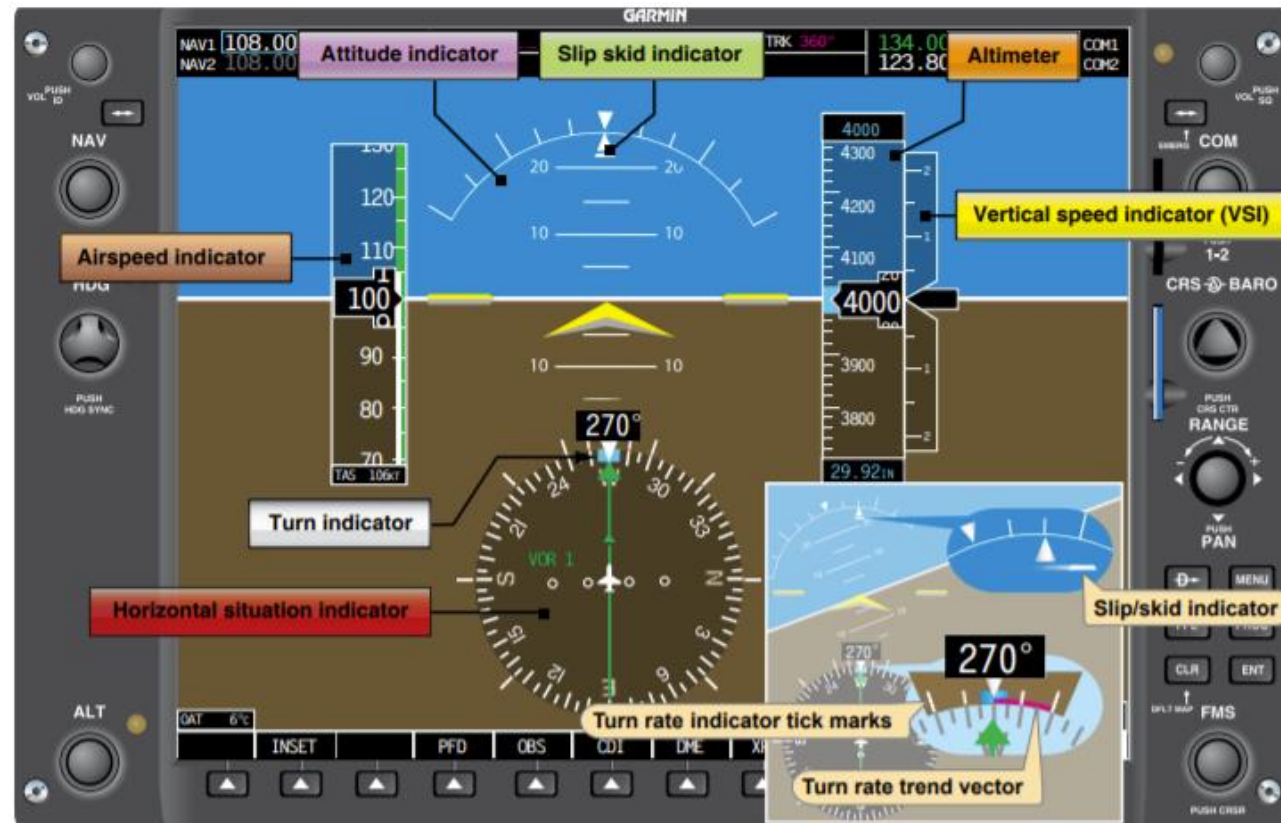 GARMIN
NAV1 108.00
NAV2 108.00
TRK 360°
134.00 COM1
123.80 COM2
Attitude indicator
Slip skid indicator
Altimeter
VOL PUSH ID
NAV
EMERG
COM
VOL PUSH SQ
4000
4300
4200
4100
4000
20
3900
3800
29.92IN
2
1
1
2
130
120
110
100
90
80
70
TAS 106KT
20 20
10 10
10 10
Airspeed indicator
Vertical speed indicator (VSI)
1-2
HDG
CRS BARO
PUSH HDG SYNC
PUSH CRS CTR
RANGE
PUSH PAN
270°
Turn indicator
Horizontal situation indicator
VOR 1
24
30
33
N
3
6
E
12
15
S
21
270°
270°
Slip/skid indicator
Turn rate indicator tick marks
Turn rate trend vector
D
MENU
CLR
ENT
DFLT MAP
FMS
PUSH CRSR
ALT
OAT 6°C
INSET
PFD
OBS
CDI
DME